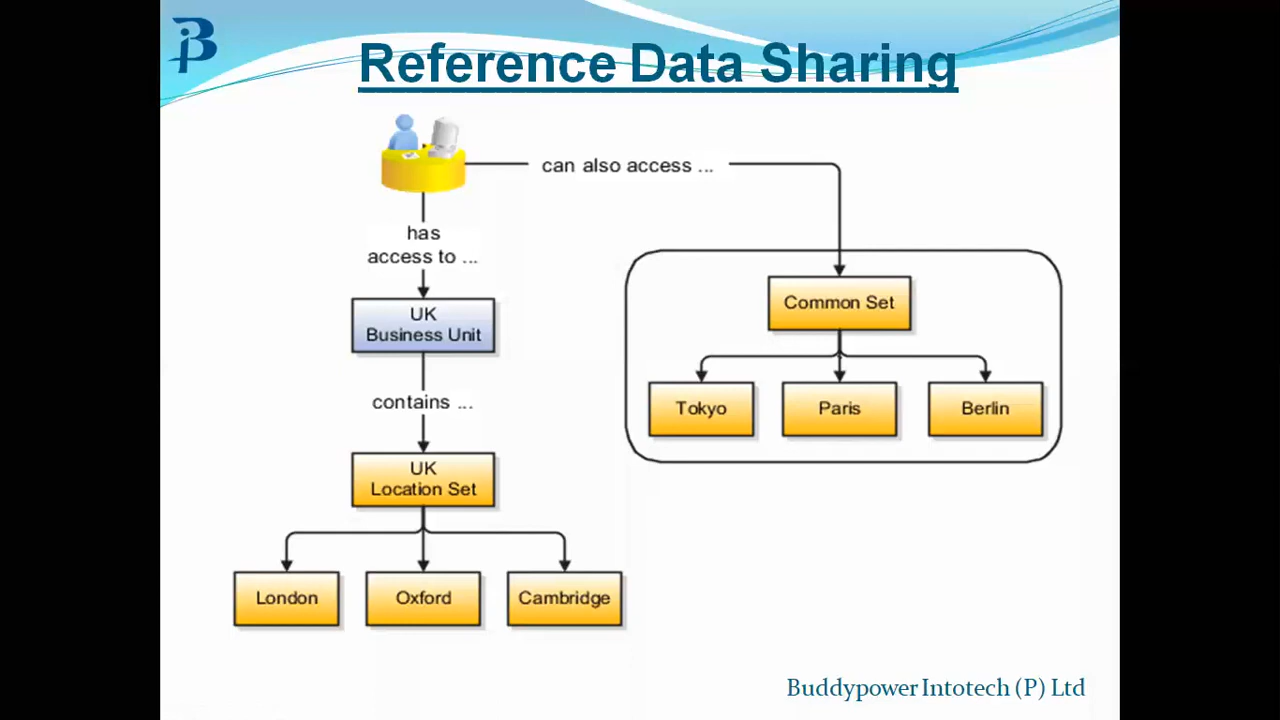 Reference Data Sharing
can also access ...
has
access to ...
UK
Business Unit
contains ...
UK
Location Set
London
Oxford
Cambridge
Common Set
Tokyo
Paris
Berlin
Buddypower Intotech (P) Ltd